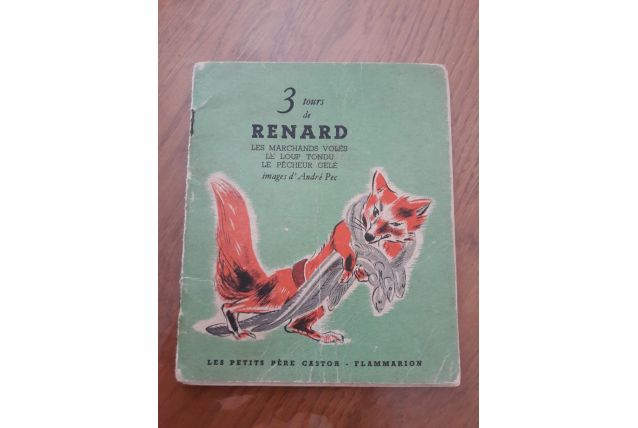 3 tours
de
RENARD
LES MARCHANDS VOLÉS
LE LOUP TONDU
LE PÊCHEUR GELÉ
images d'André Pec
LES PETITS PÈRE CASTOR - FLAMMARION